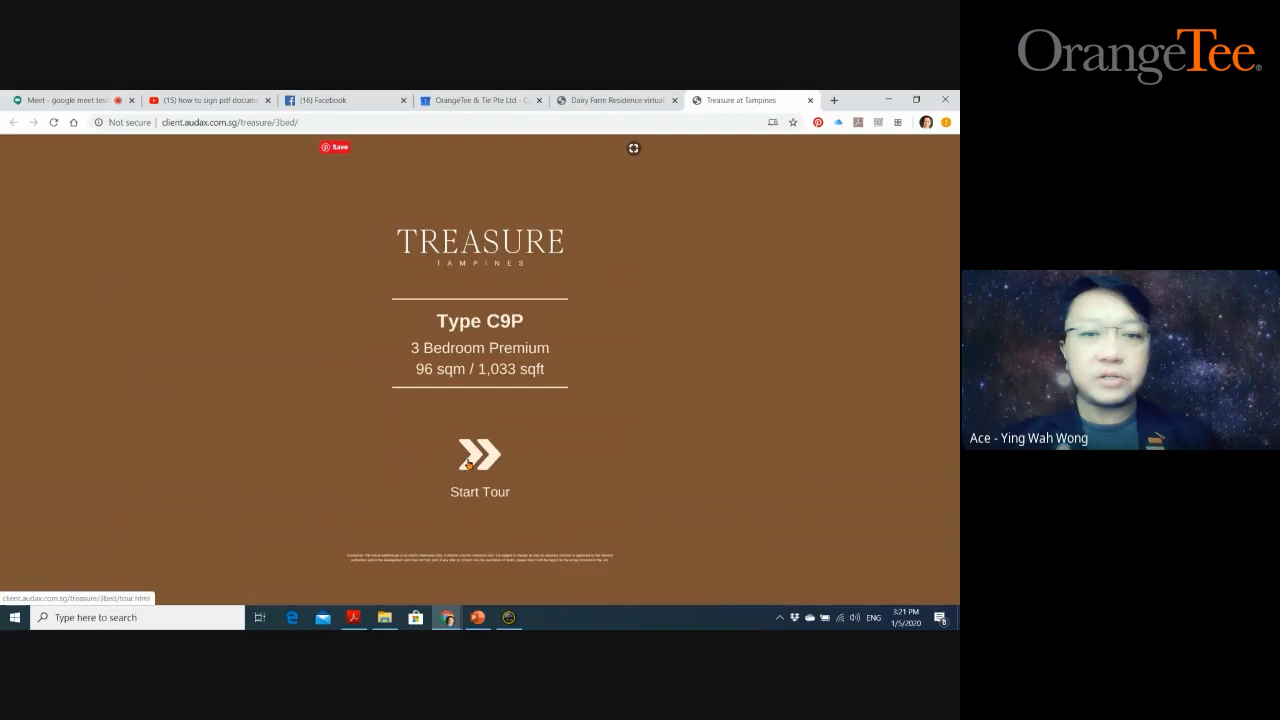 OrangeTee®
Meet - google meet test
(15) how to sign pdf docume
(16) Facebook
OrangeTee & Tie Pte Ltd - C
Dairy Farm Residence virtual
Treasure at Tampines
Not secure
client.audax.com.sg/treasure/3bed/
Save
TREASURE
TAMPINES
Type C9P
3 Bedroom Premium
96 sqm / 1,033 sqft
Start Tour
Ace - Ying Wah Wong
client.audax.com.sg/treasure/3bed/tour.html
Type here to search
ENG
3:21 PM
1/5/2020